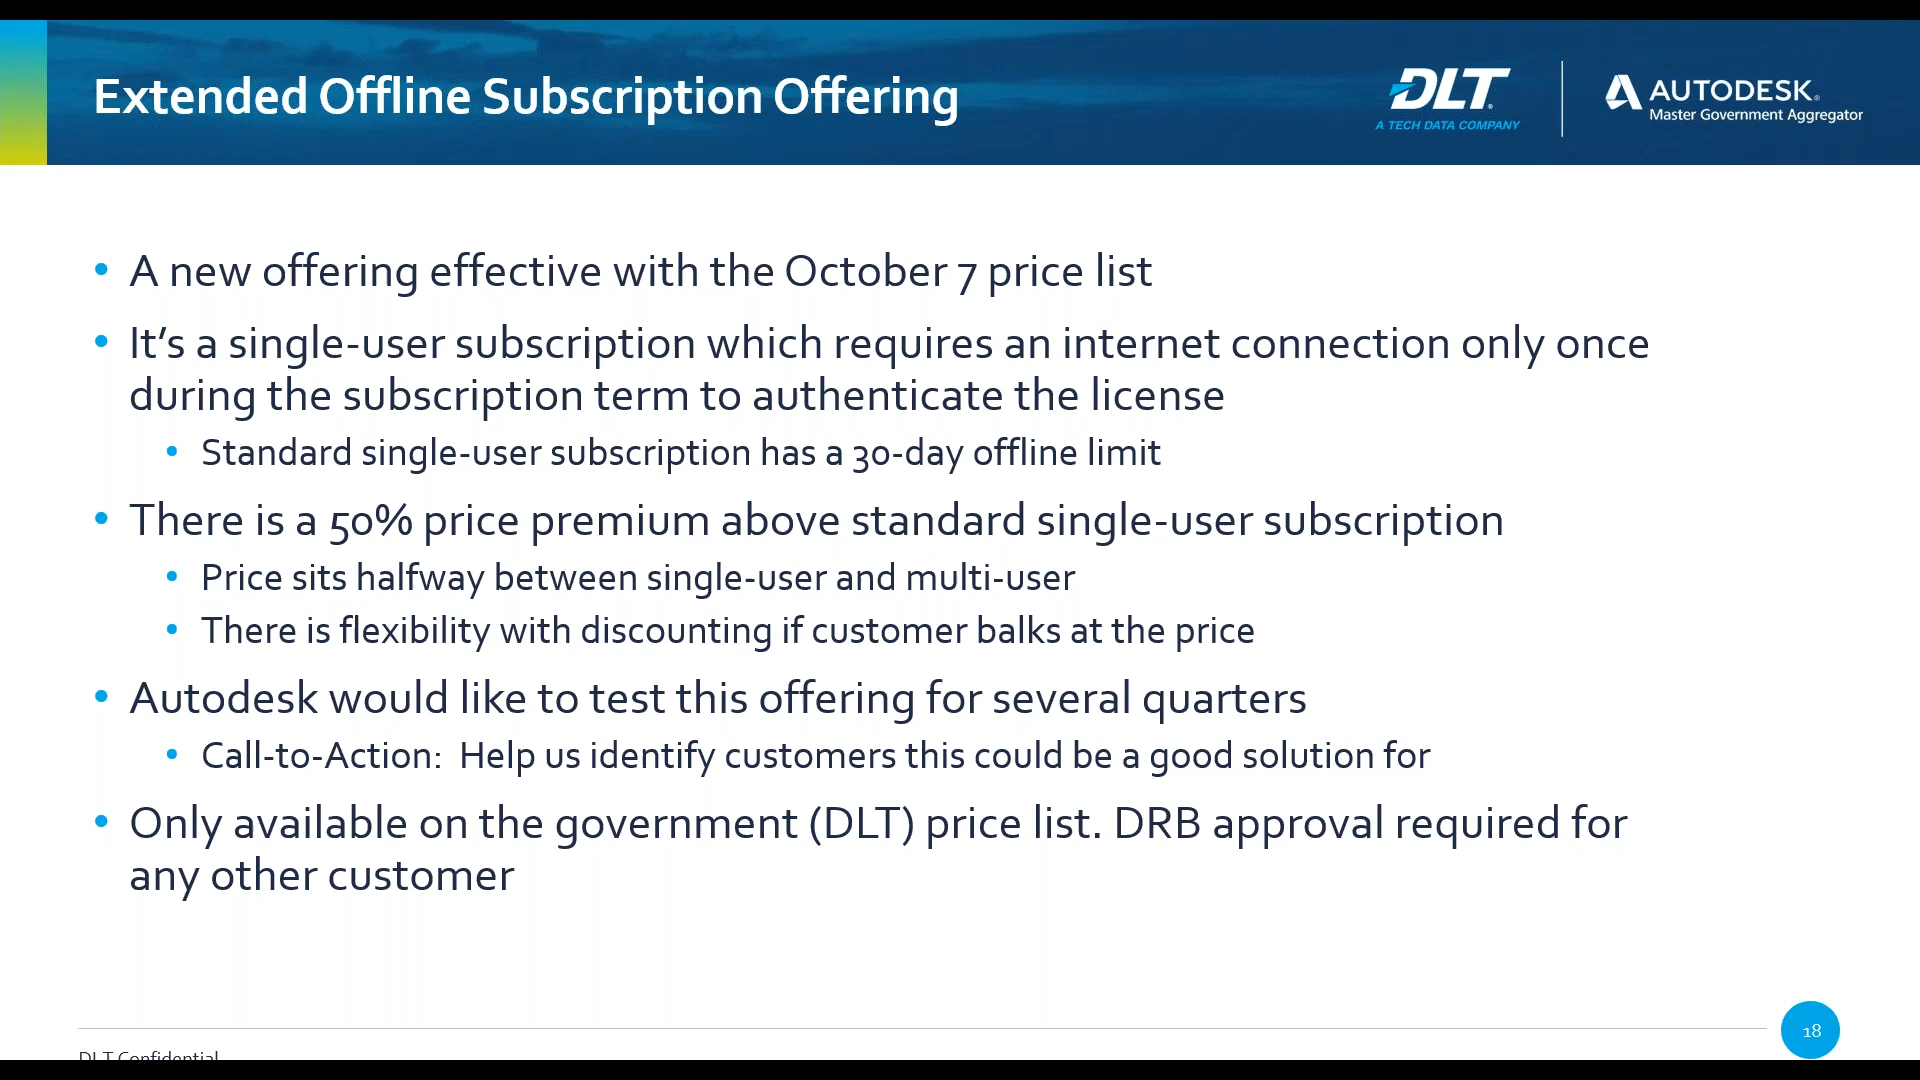 Extended Offline Subscription Offering
DLT
A TECH DATA COMPANY
AUTODESK
Master Government Aggregator
• A new offering effective with the October 7 price list
• It’s a single-user subscription which requires an internet connection only once
during the subscription term to authenticate the license
• Standard single-user subscription has a 30-day offline limit
• There is a 50% price premium above standard single-user subscription
• Price sits halfway between single-user and multi-user
• There is flexibility with discounting if customer balks at the price
• Autodesk would like to test this offering for several quarters
• Call-to-Action:  Help us identify customers this could be a good solution for
• Only available on the government (DLT) price list. DRB approval required for
any other customer
18
DLT Confidential